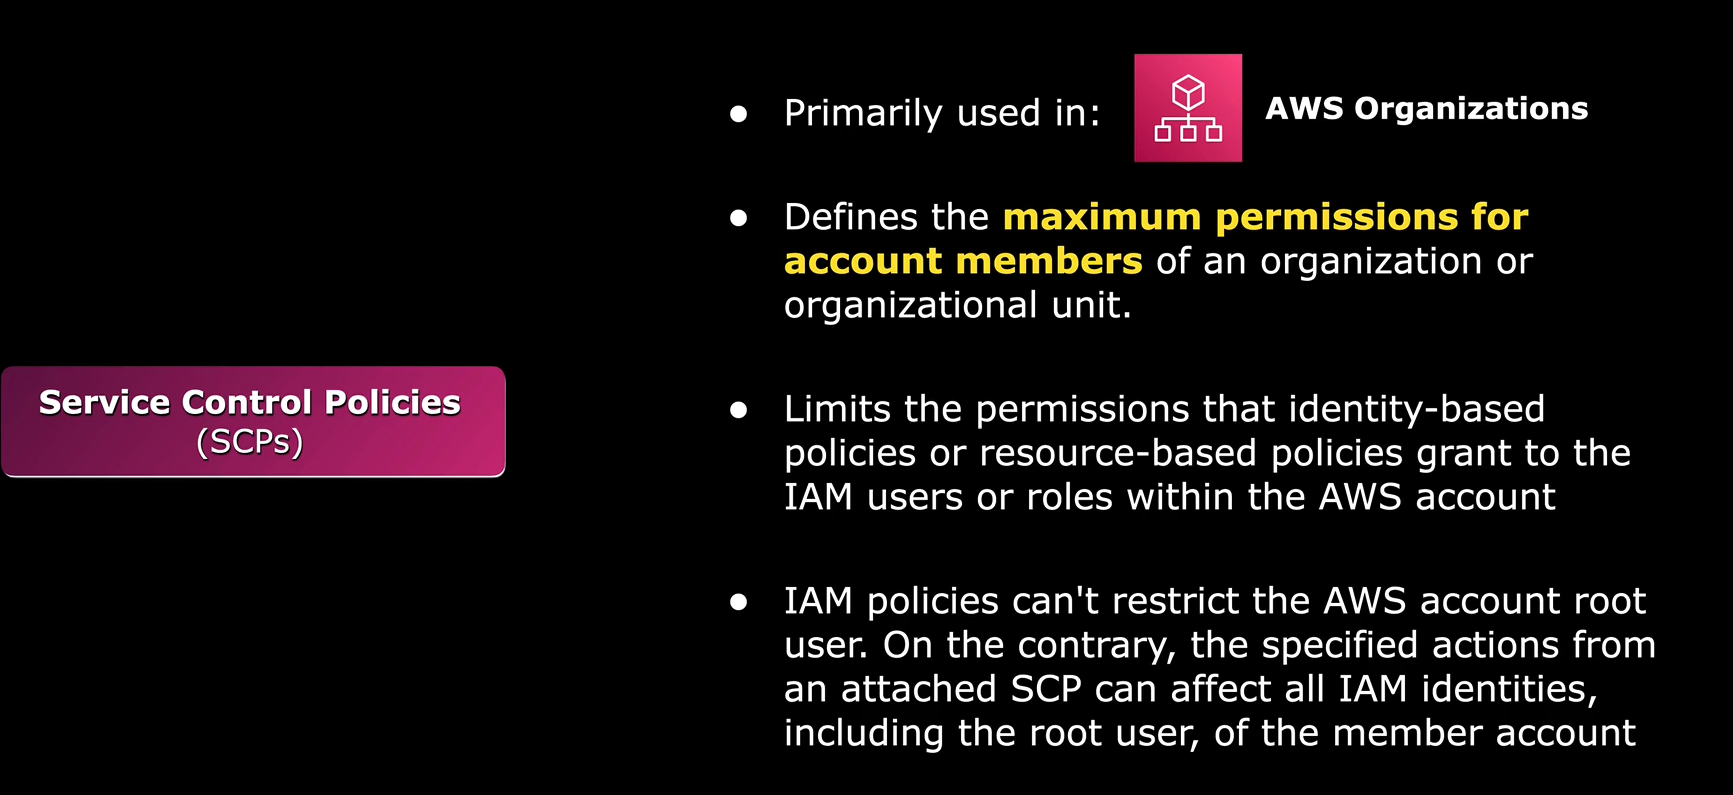 ● Primarily used in: AWS Organizations
● Defines the maximum permissions for
account members of an organization or
organizational unit.
Service Control Policies
(SCPs)
● Limits the permissions that identity-based
policies or resource-based policies grant to the
IAM users or roles within the AWS account
● IAM policies can't restrict the AWS account root
user. On the contrary, the specified actions from
an attached SCP can affect all IAM identities,
including the root user, of the member account